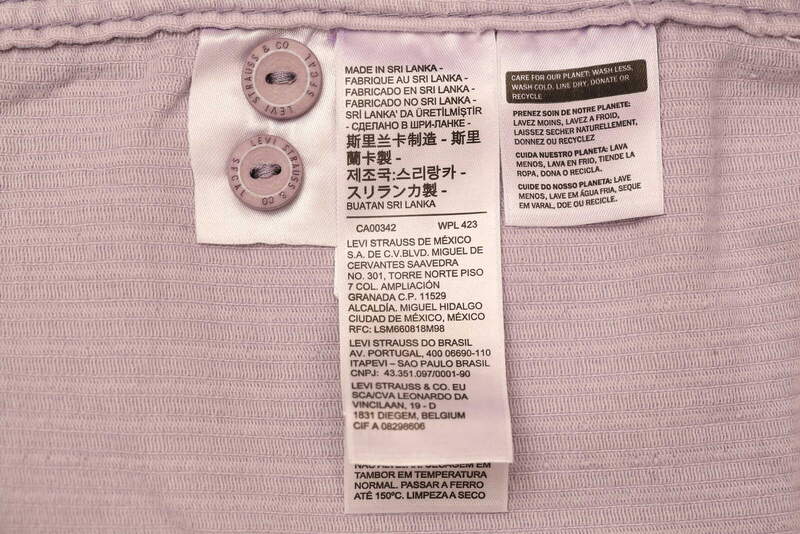 LEVI STRAUSS & CO SFCAL
LEVI STRAUSS & CO SFCAL
MADE IN SRI LANKA -
FABRIQUE AU SRI LANKA -
FABRICADO EN SRI LANKA -
FABRICADO NO SRI LANKA -
SRİ LANKA' DA ÜRETİLMİŞTİR
- СДЕЛАНО В ШРИ-ЛАНКЕ -
斯里兰卡制造 - 斯里
蘭卡製 -
제조국:스리랑카 -
スリランカ製 -
BUATAN SRI LANKA
CA00342 WPL 423
LEVI STRAUSS DE MÉXICO
S.A. DE C.V.BLVD. MIGUEL DE
CERVANTES SAAVEDRA
NO. 301, TORRE NORTE PISO
7 COL. AMPLIACIÓN
GRANADA C.P. 11529
ALCALDÍA. MIGUEL HIDALGO
CIUDAD DE MÉXICO, MÉXICO
RFC: LSM660818M98
LEVI STRAUSS DO BRASIL
AV. PORTUGAL, 400 06690-110
ITAPEVI – SAO PAULO BRASIL
CNPJ: 43.351.097/0001-90
LEVI STRAUSS & CO. EU
SCA/CVA LEONARDO DA
VINCILAAN, 19 - D
1831 DIEGEM, BELGIUM
CIF A 08298606
EM
TAMBOR EM TEMPERATURA
NORMAL. PASSAR A FERRO
ATÉ 150ºC. LIMPEZA A SECO
CARE FOR OUR PLANET: WASH LESS,
WASH COLD, LINE DRY, DONATE OR
RECYCLE
PRENEZ SOIN DE NOTRE PLANETE:
LAVEZ MOINS, LAVEZ A FROID,
LAISSEZ SECHER NATURELLEMENT,
DONNEZ OU RECYCLEZ
CUIDA NUESTRO PLANETA: LAVA
MENOS, LAVA EN FRIO, TIENDE LA
ROPA, DONA O RECICLA.
CUIDE DO NOSSO PLANETA: LAVE
MENOS, LAVE EM ÁGUA FRIA, SEQUE
EM VARAL, DOE OU RECICLE.